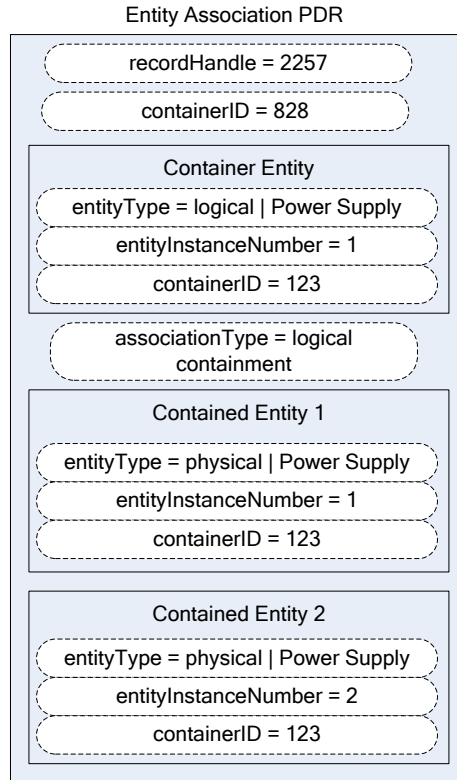 Entity Association PDR
recordHandle = 2257
containerID = 828
Container Entity
entityType = logical | Power Supply
entityInstanceNumber = 1
containerID = 123
associationType = logical
containment
Contained Entity 1
entityType = physical | Power Supply
entityInstanceNumber = 1
containerID = 123
Contained Entity 2
entityType = physical | Power Supply
entityInstanceNumber = 2
containerID = 123